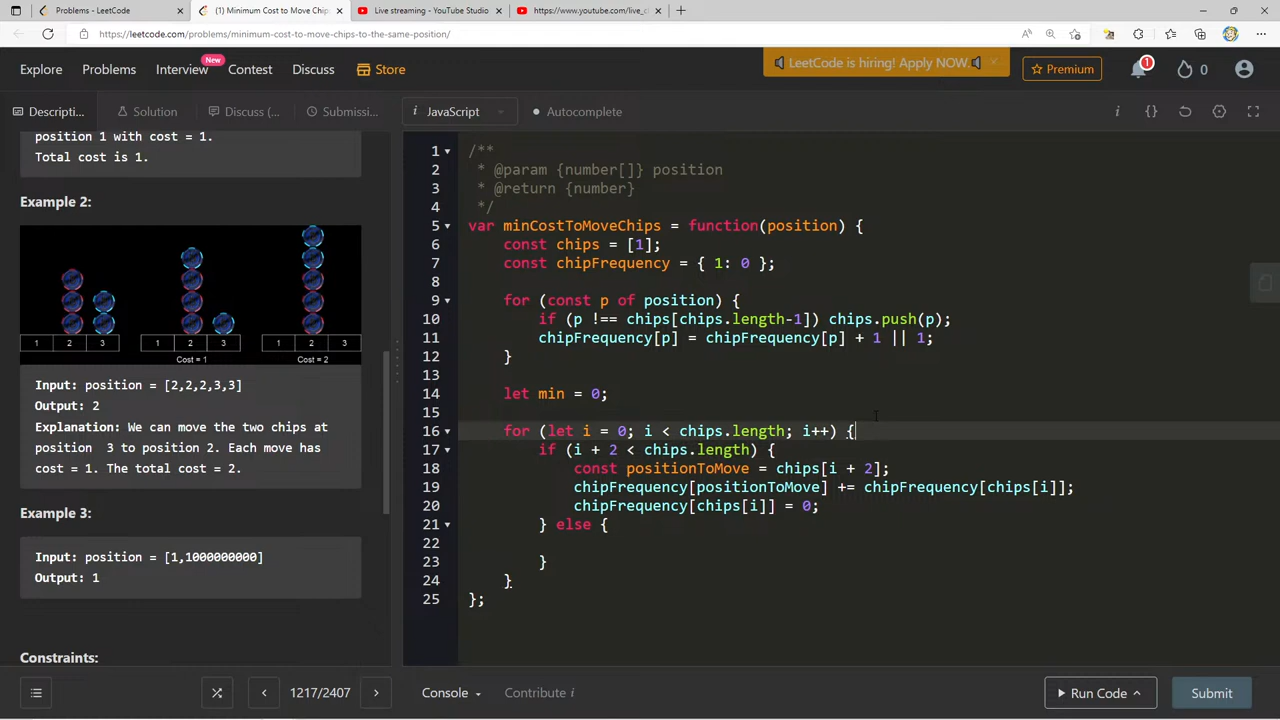 Problems - LeetCode
(1) Minimum Cost to Move Chip
Live streaming - YouTube Studio
https://www.youtube.com/live_c
https://leetcode.com/problems/minimum-cost-to-move-chips-to-the-same-position/
Explore
Problems
Interview
New
Contest
Discuss
Store
LeetCode is hiring! Apply NOW.
Premium
1
0
Descripti...
Solution
Discuss (...
Submissi...
i JavaScript
Autocomplete
position 1 with cost = 1.
Total cost is 1.
Example 2:
1 2 3
1 2 3
1 2 3
Cost = 1
Cost = 2
Input: position = [2,2,2,3,3]
Output: 2
Explanation: We can move the two chips at
position  3 to position 2. Each move has
cost = 1. The total cost = 2.
Example 3:
Input: position = [1,1000000000]
Output: 1
Constraints:
1 /**
2  * @param {number[]} position
3  * @return {number}
4  */
5 var minCostToMoveChips = function(position) {
6     const chips = [1];
7     const chipFrequency = { 1: 0 };
8
9     for (const p of position) {
10         if (p !== chips[chips.length-1]) chips.push(p);
11         chipFrequency[p] = chipFrequency[p] + 1 || 1;
12     }
13
14     let min = 0;
15
16     for (let i = 0; i < chips.length; i++) {
17         if (i + 2 < chips.length) {
18             const positionToMove = chips[i + 2];
19             chipFrequency[positionToMove] += chipFrequency[chips[i]];
20             chipFrequency[chips[i]] = 0;
21         } else {
22
23         }
24     }
25 };
1217/2407
Console
Contribute i
Run Code
Submit